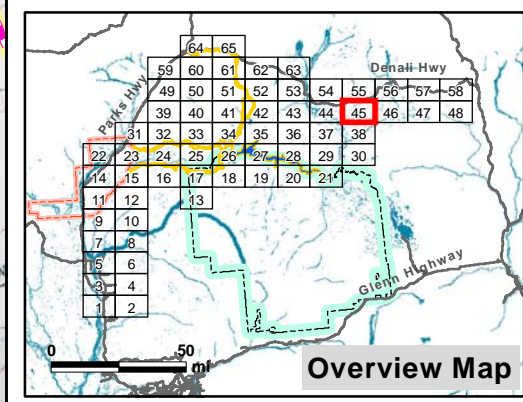 64 65
59 60 61 62 63
Denali Hwy
Parks Hwy
49 50 51 52 53 54 55 56 57 58
39 40 41 42 43 44 45 46 47 48
31 32 33 34 35 36 37 38
22 23 24 25 26 27 28 29 30
14 15 16 17 18 19 20 21
11 12 13
9 10
7 8
5 6
3 4
1 2
Glenn Highway
0 50
mi
Overview Map